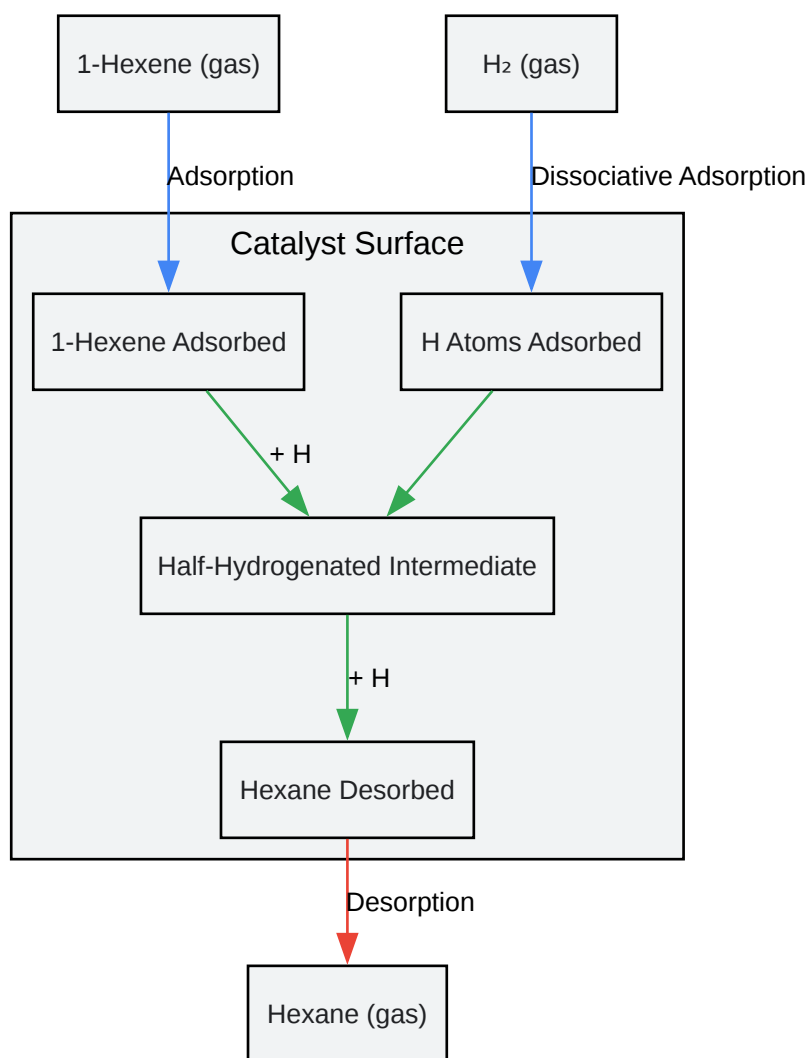 1-Hexene (gas)
H₂ (gas)
Adsorption
Dissociative Adsorption
Catalyst Surface
1-Hexene Adsorbed
H Atoms Adsorbed
+ H
Half-Hydrogenated Intermediate
+ H
Hexane Desorbed
Desorption
Hexane (gas)